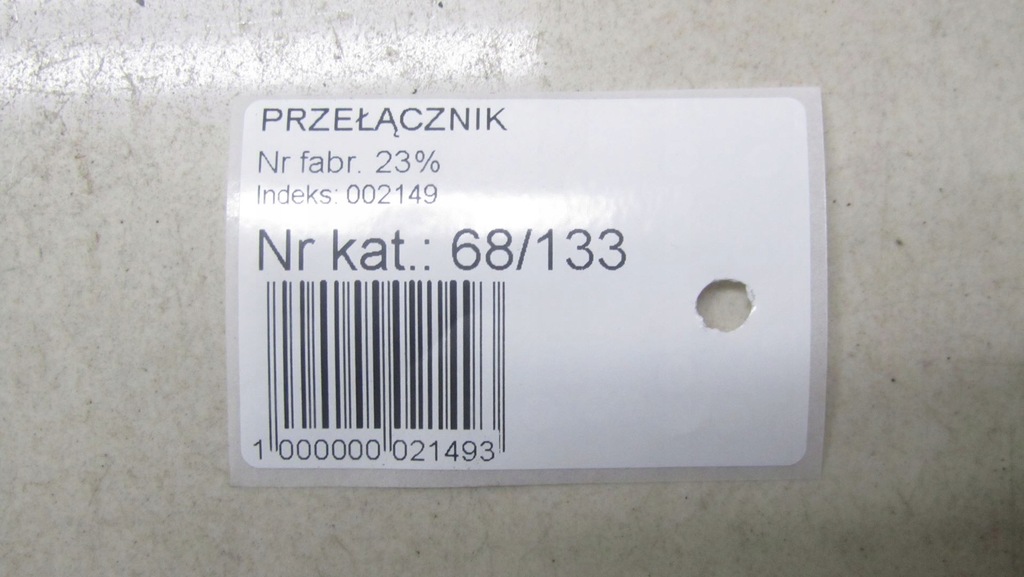 PRZEŁĄCZNIK
Nr fabr. 23%
Indeks: 002149
Nr kat.: 68/133
1 000000 021493